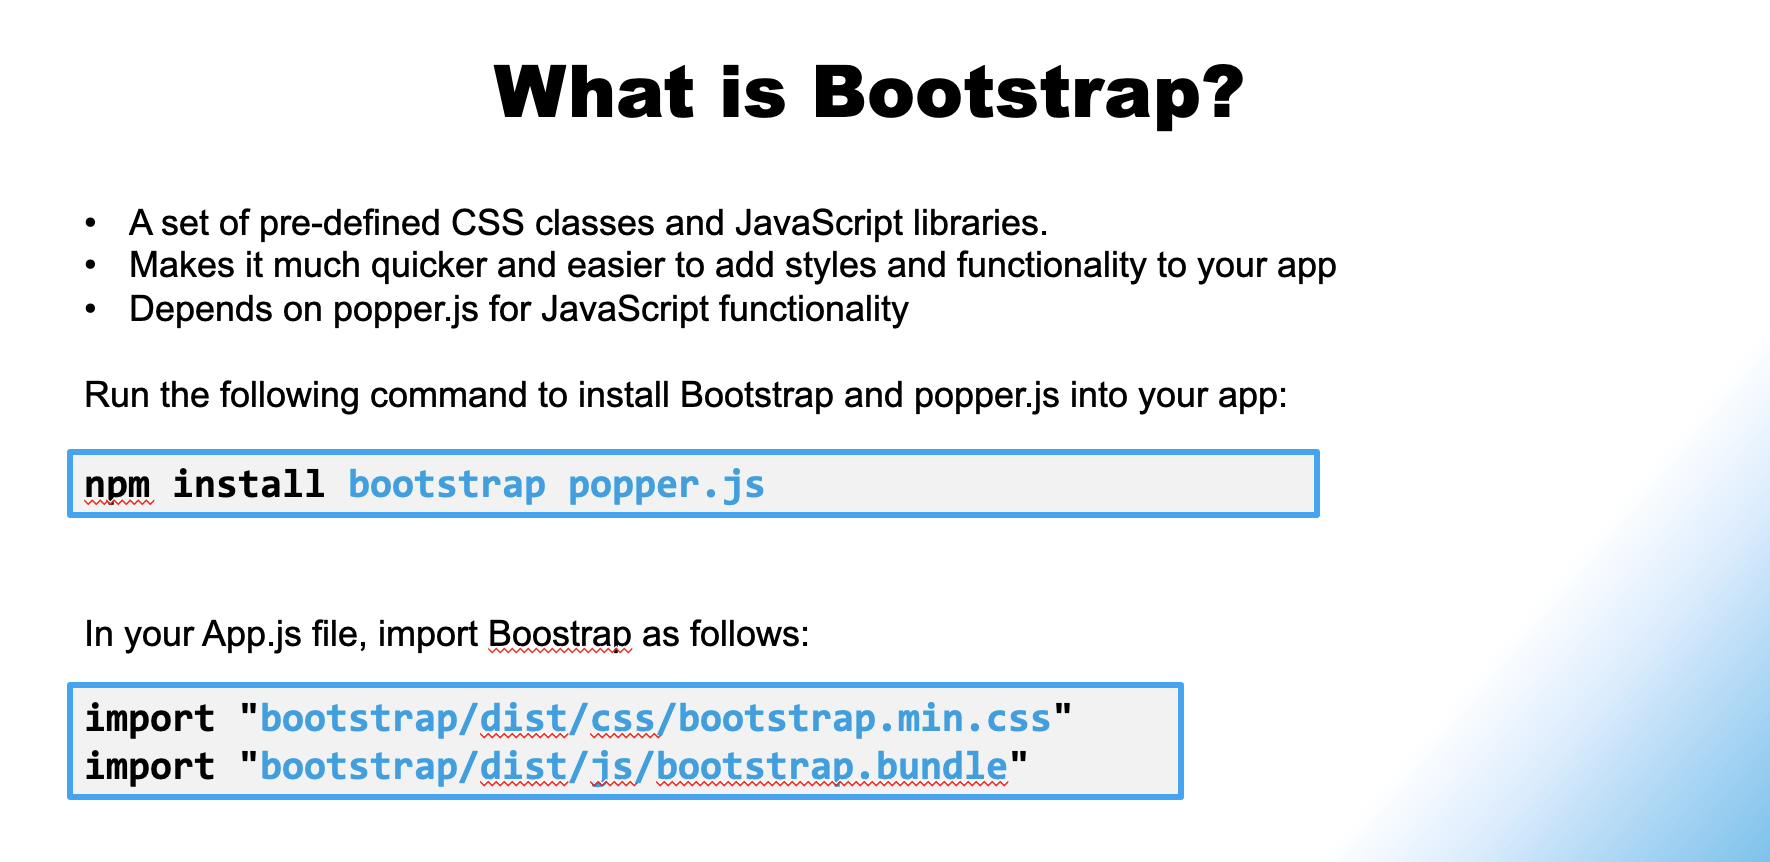 What is Bootstrap?
• A set of pre-defined CSS classes and JavaScript libraries.
• Makes it much quicker and easier to add styles and functionality to your app
• Depends on popper.js for JavaScript functionality
Run the following command to install Bootstrap and popper.js into your app:
npm install bootstrap popper.js
In your App.js file, import Boostrap as follows:
import "bootstrap/dist/css/bootstrap.min.css"
import "bootstrap/dist/js/bootstrap.bundle"